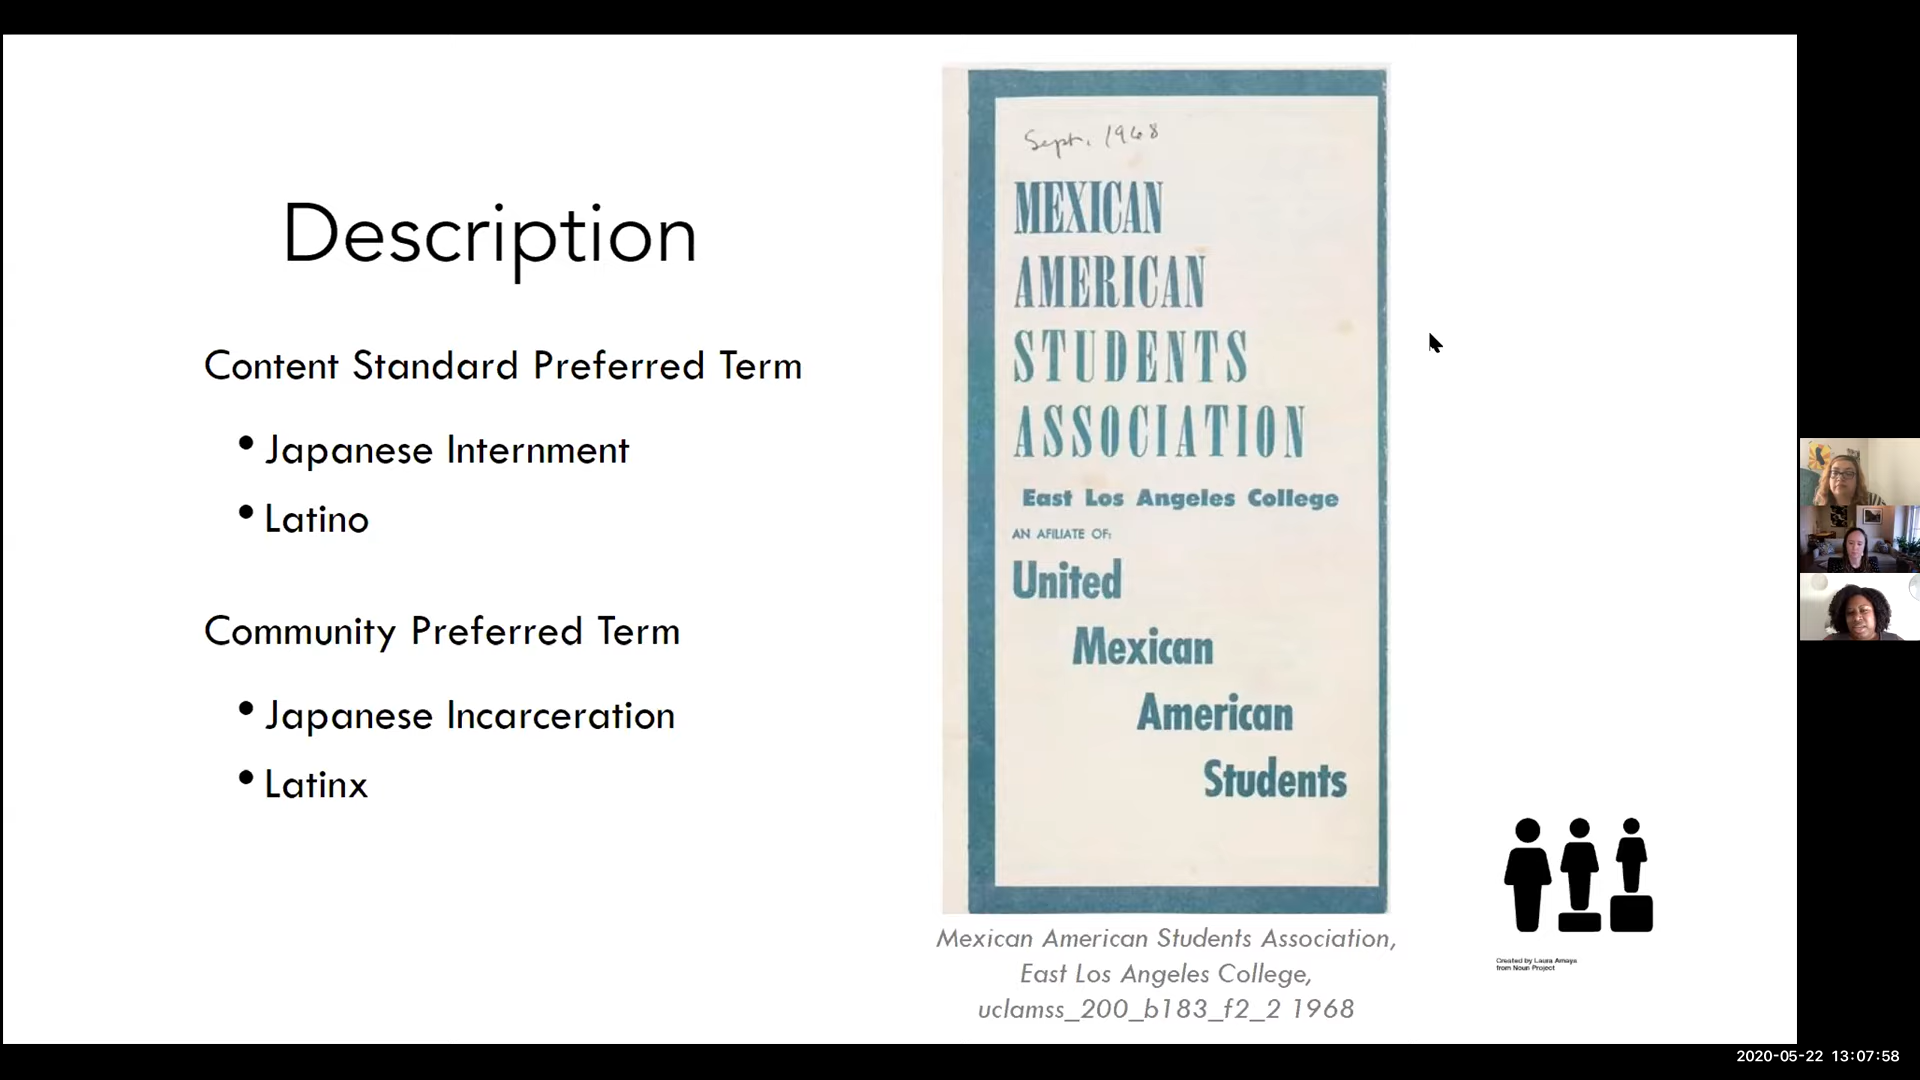 Description
Content Standard Preferred Term
• Japanese Internment
• Latino
Community Preferred Term
• Japanese Incarceration
• Latinx
Sept. 1968
MEXICAN
AMERICAN
STUDENTS
ASSOCIATION
East Los Angeles College
AN AFILIATE OF:
United
Mexican
American
Students
Mexican American Students Association,
East Los Angeles College,
uclamss_200_b183_f2_2 1968
Created by Laura Amaya
from Noun Project
2020-05-22 13:07:58